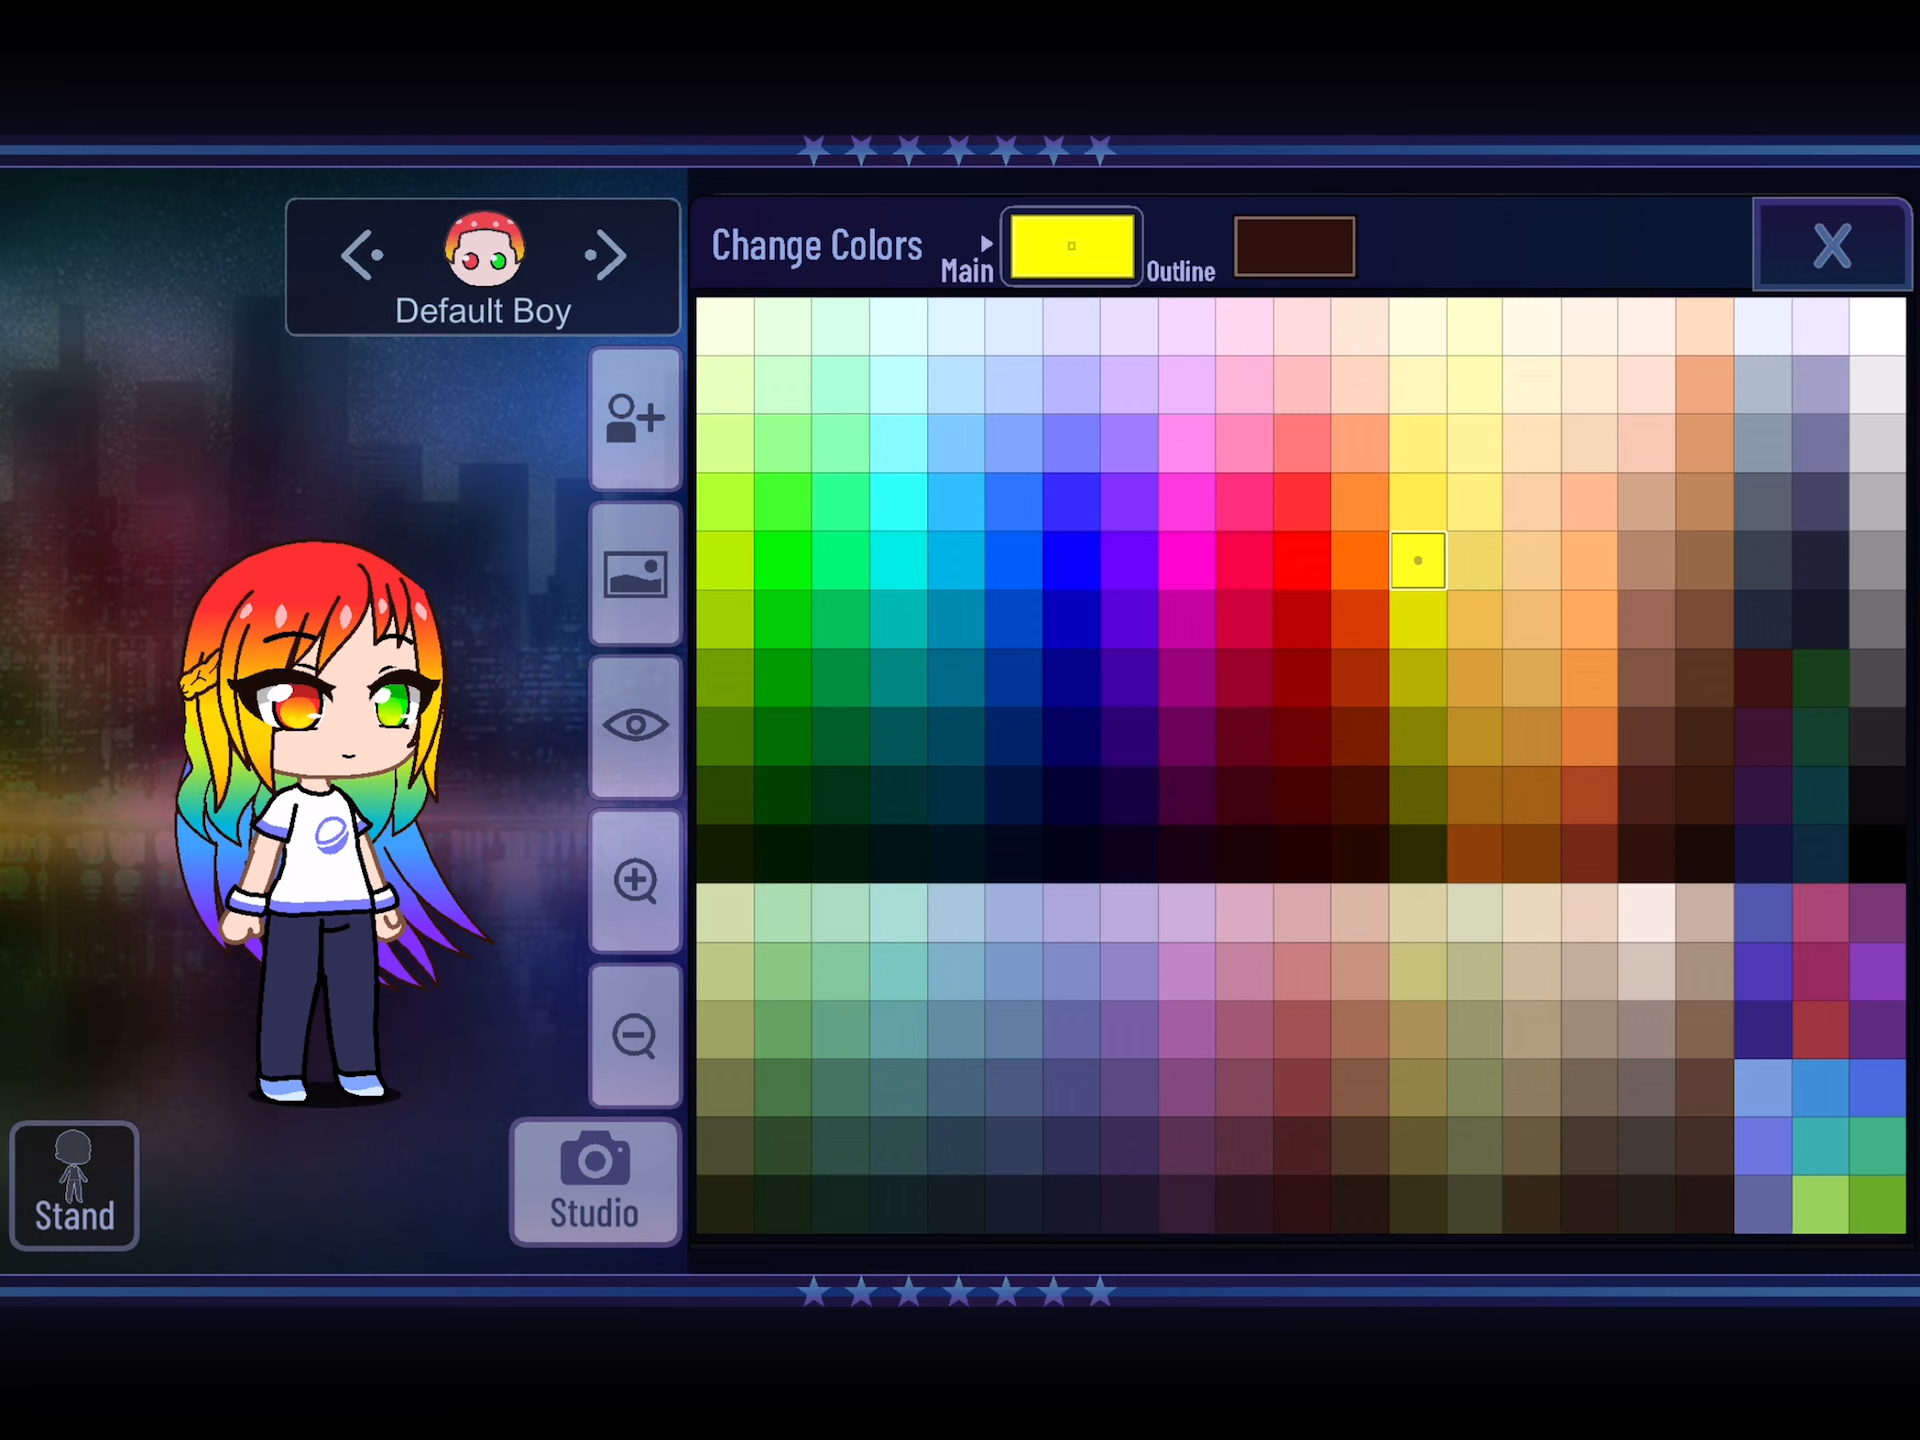 Default Boy
Change Colors
Main
Outline
X
Stand
Studio